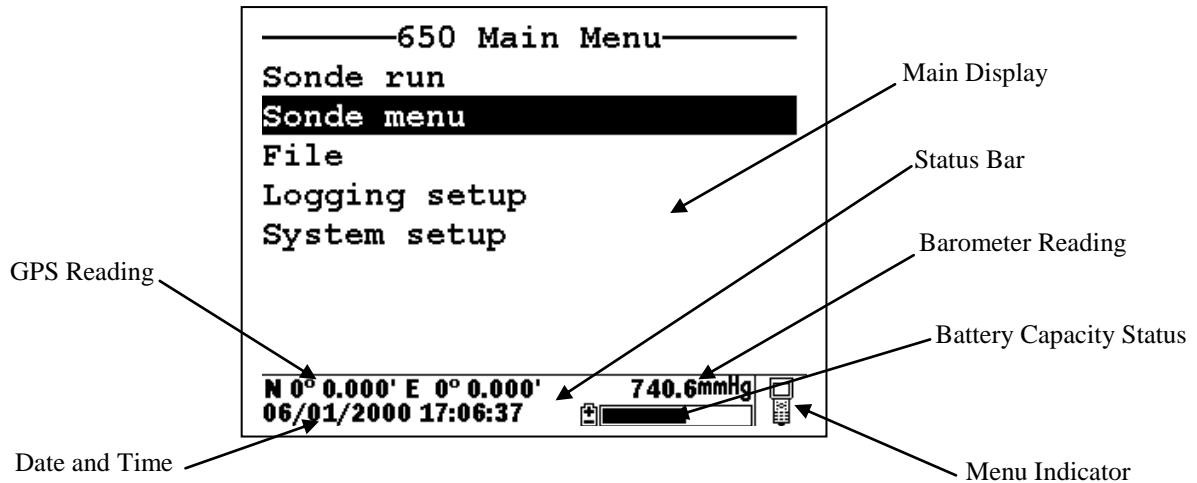 650 Main Menu
Sonde run
Sonde menu
File
Logging setup
System setup
N 0° 0.000' E 0° 0.000' 740.6mmHg
06/01/2000 17:06:37
Main Display
Status Bar
Barometer Reading
GPS Reading
Battery Capacity Status
Date and Time
Menu Indicator